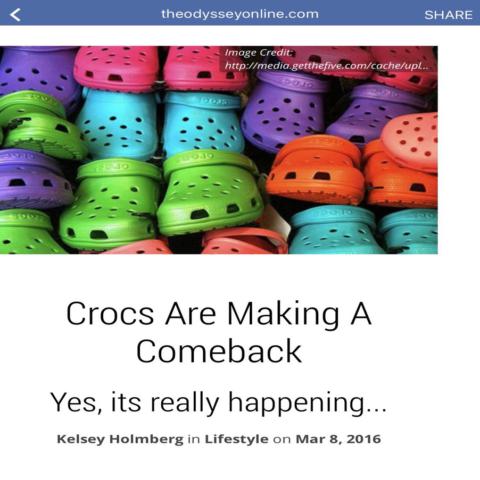 theodysseyonline.com SHARE
Image Credit:
http://media.getthefive.com/cache/upl...
Crocs Are Making A
Comeback
Yes, its really happening...
Kelsey Holmberg in Lifestyle on Mar 8, 2016